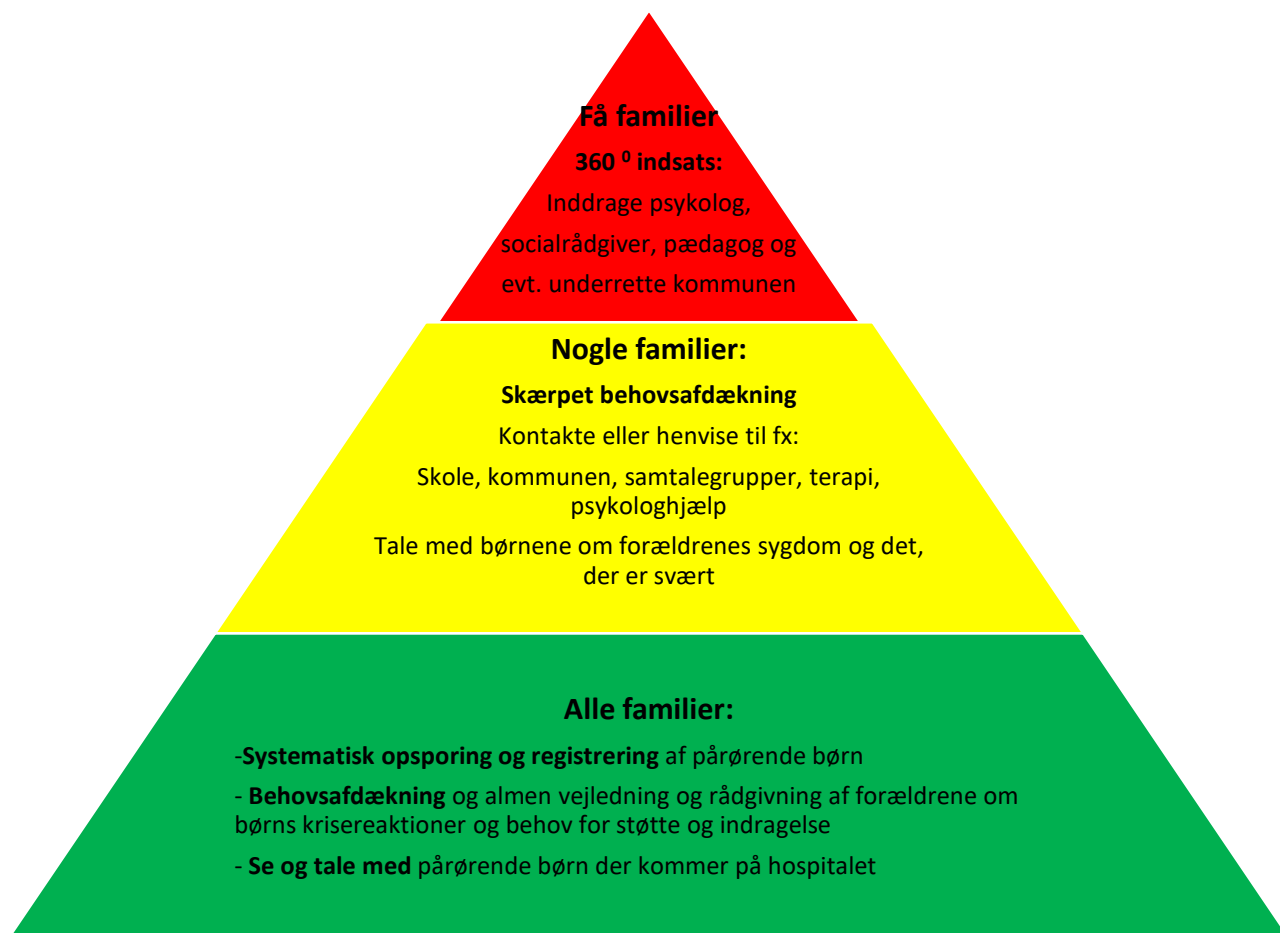 Få familier
360 ⁰ indsats:
Inddrage psykolog,
socialrådgiver, pædagog og
evt. underrette kommunen
Nogle familier:
Skærpet behovsafdækning
Kontakte eller henvise til fx:
Skole, kommunen, samtalegrupper, terapi,
psykologhjælp
Tale med børnene om forældrenes sygdom og det,
der er svært
Alle familier:
-Systematisk opsporing og registrering af pårørende børn
- Behovsafdækning og almen vejledning og rådgivning af forældrene om
børns krisereaktioner og behov for støtte og indragelse
- Se og tale med pårørende børn der kommer på hospitalet